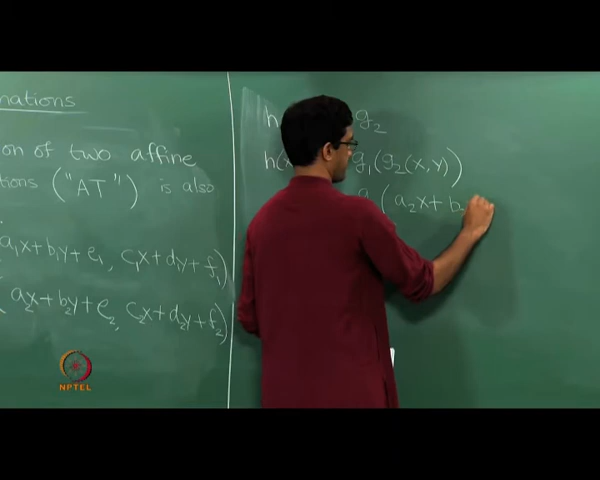 nations
on of two affine
tions ("AT") is also
a₁x+b₁y+e₁, c₁x+d₁y+f₁)
a₂x+b₂y+e₂, c₂x+d₂y+f₂)
h g₂
h(x g₁(g₂(x,y))
(a₂x+ b
NPTEL